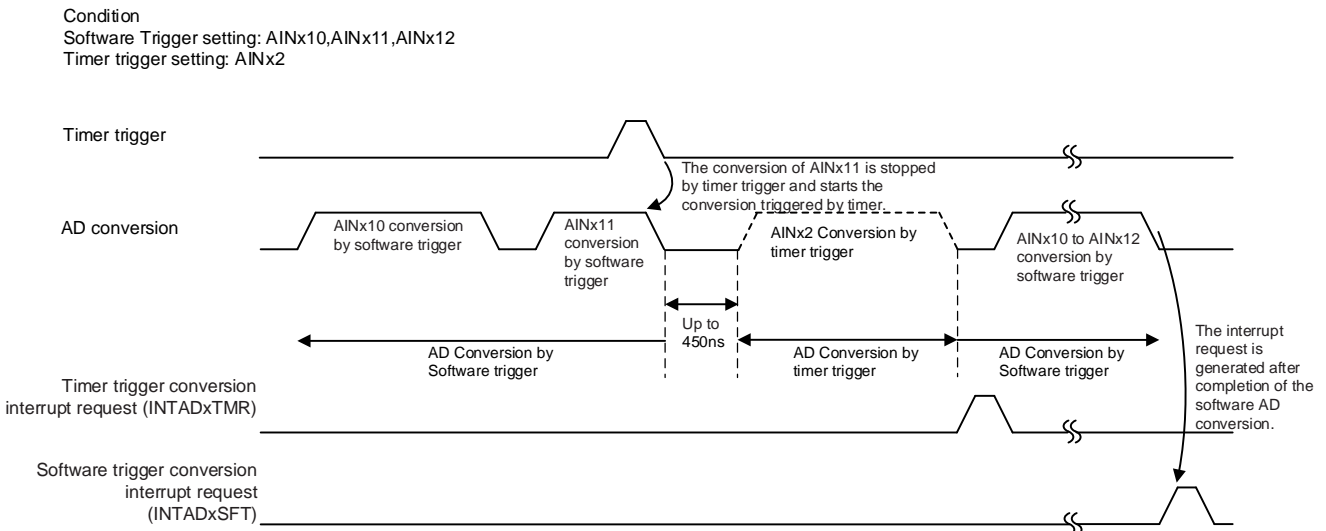 Condition
Software Trigger setting: AINx10,AINx11,AINx12
Timer trigger setting: AINx2
Timer trigger
The conversion of AINx11 is stopped
by timer trigger and starts the
conversion triggered by timer.
AD conversion
AINx10 conversion
by software trigger
AINx11
conversion
by software
trigger
AINx2 Conversion by
timer trigger
AINx10 to AINx12
conversion by
software trigger
Up to
450ns
AD Conversion by
Software trigger
AD Conversion by
timer trigger
AD Conversion by
Software trigger
The interrupt
request is
generated after
completion of the
software AD
conversion.
Timer trigger conversion
interrupt request (INTADxTMR)
Software trigger conversion
interrupt request
(INTADxSFT)